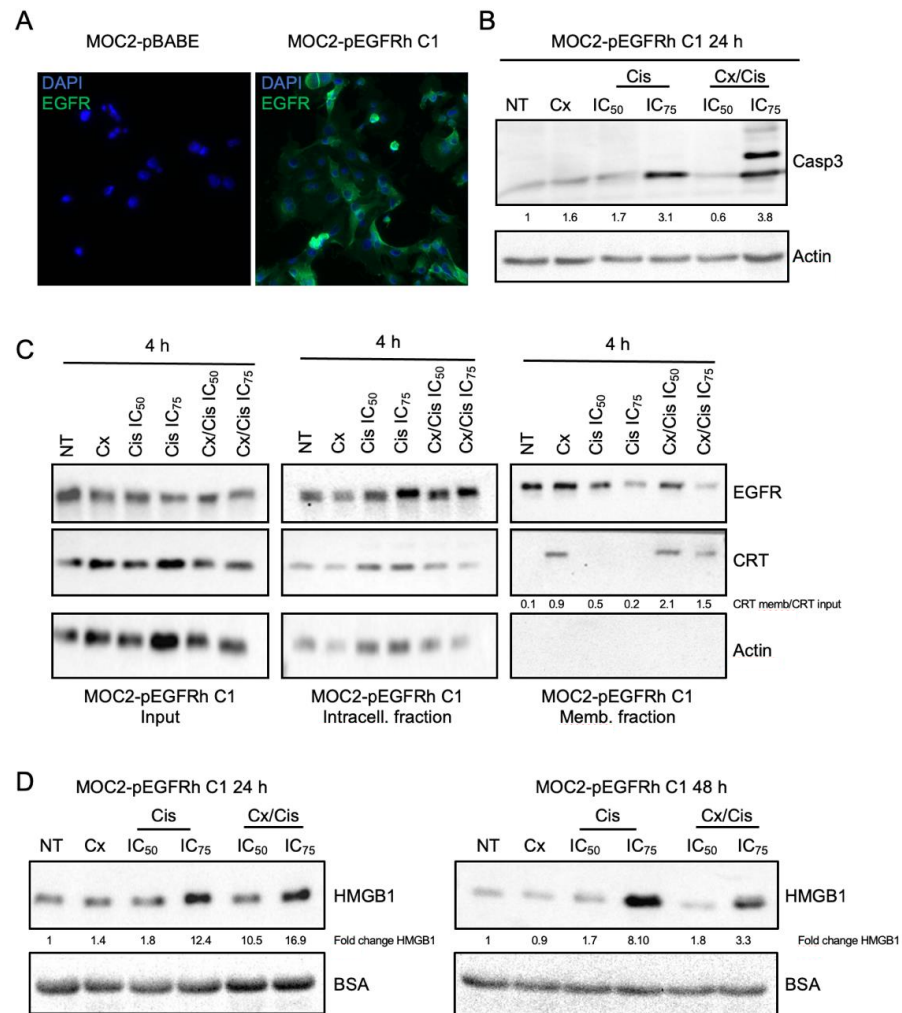 A
MOC2-pBABE
MOC2-pEGFRh C1
DAPI
EGFR
DAPI
EGFR
B
MOC2-pEGFRh C1 24 h
Cis
Cx/Cis
NT Cx IC50 IC75 IC50 IC75
Casp3
1 1.6 1.7 3.1 0.6 3.8
Actin
C
4 h
4 h
4 h
NT Cx Cis IC50 Cis IC75 Cx/Cis IC50 Cx/Cis IC75
NT Cx Cis IC50 Cis IC75 Cx/Cis IC50 Cx/Cis IC75
NT Cx Cis IC50 Cis IC75 Cx/Cis IC50 Cx/Cis IC75
EGFR
CRT
0.1 0.9 0.5 0.2 2.1 1.5 CRT memb/CRT input
Actin
MOC2-pEGFRh C1
Input
MOC2-pEGFRh C1
Intracell. fraction
MOC2-pEGFRh C1
Memb. fraction
D
MOC2-pEGFRh C1 24 h
Cis
Cx/Cis
NT Cx IC50 IC75 IC50 IC75
HMGB1
1 1.4 1.8 12.4 10.5 16.9 Fold change HMGB1
BSA
MOC2-pEGFRh C1 48 h
Cis
Cx/Cis
NT Cx IC50 IC75 IC50 IC75
HMGB1
1 0.9 1.7 8.10 1.8 3.3 Fold change HMGB1
BSA